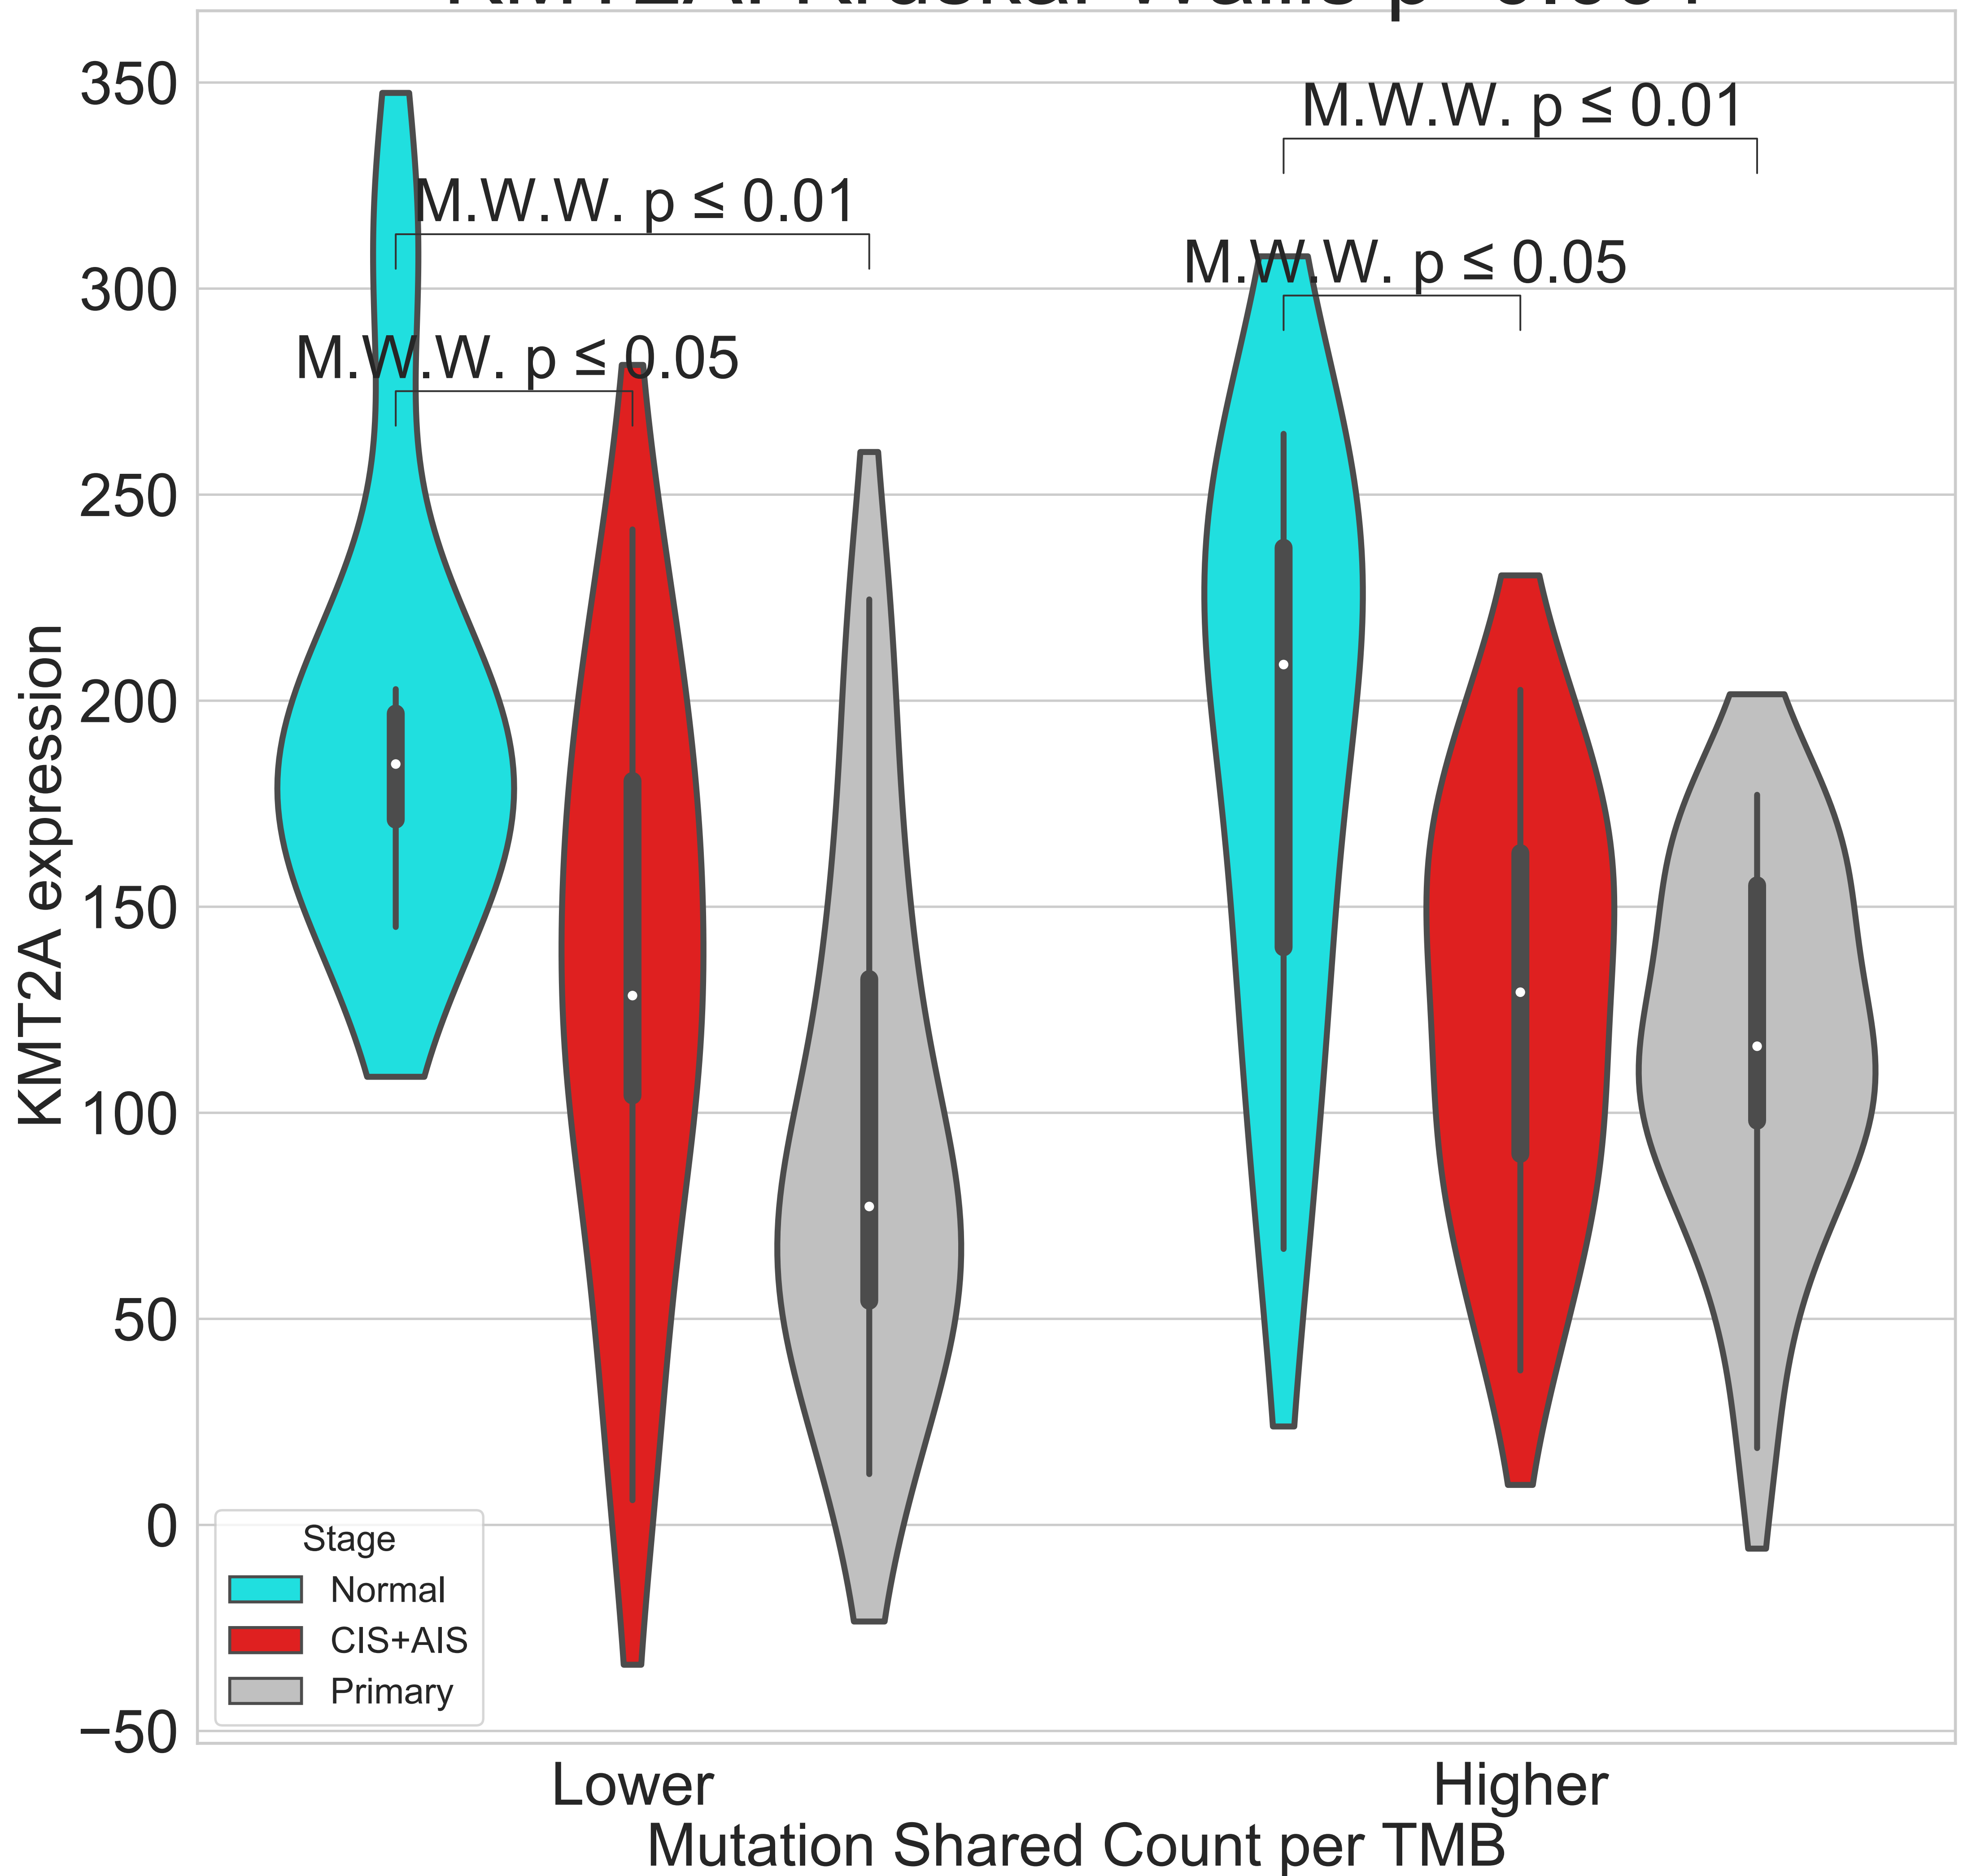 350
300
250
200
150
100
50
0
−50
KMT2A expression
M.W.W. p ≤ 0.01
M.W.W. p ≤ 0.01
M.W.W. p ≤ 0.05
M.W.W. p ≤ 0.05
Stage
Normal
CIS+AIS
Primary
Lower
Higher
Mutation Shared Count per TMB